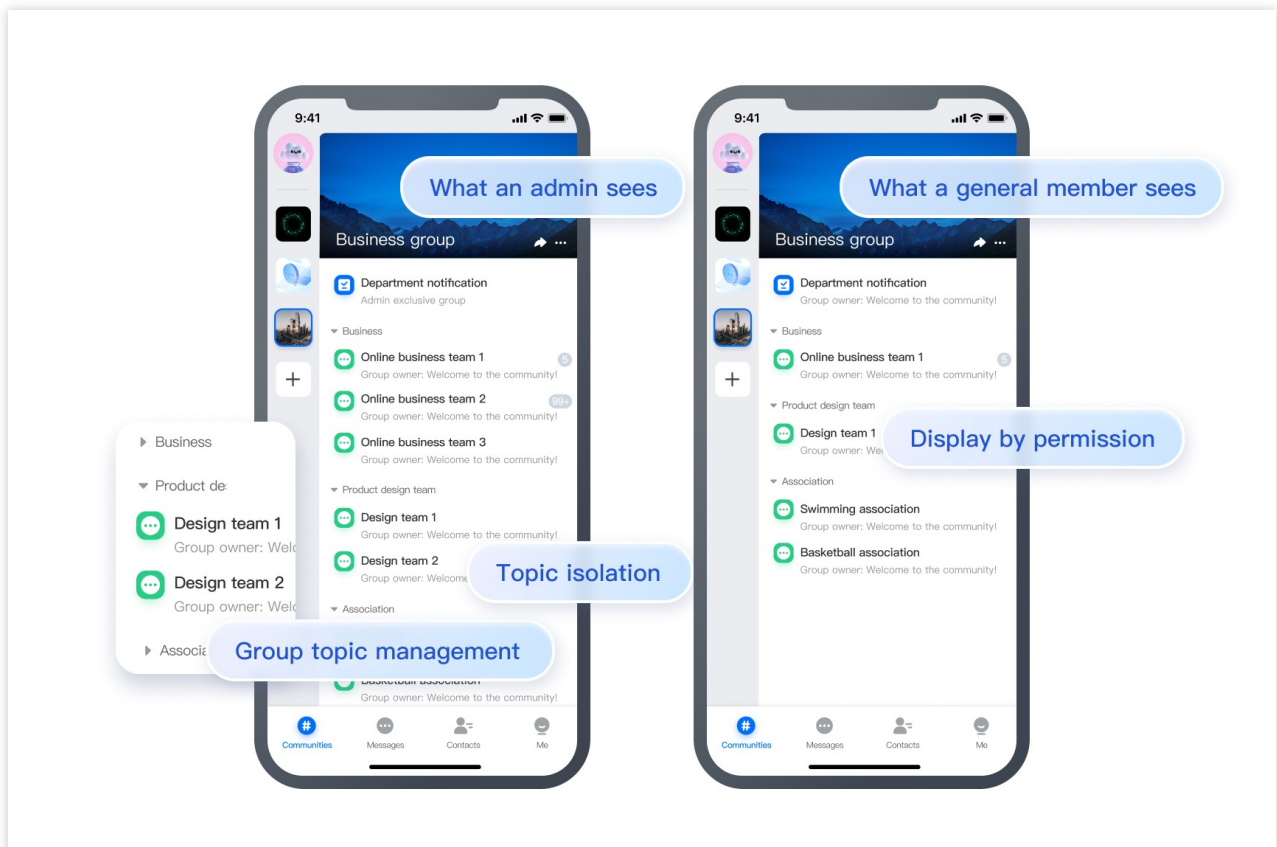 9:41
What an admin sees
Business group
Department notification
Admin exclusive group
Business
Online business team 1
5
Group owner: Welcome to the community!
Online business team 2
99+
Group owner: Welcome to the community!
Online business team 3
Group owner: Welcome to the community!
Product design team
Design team 1
Group owner: Welcome to the community!
Design team 2
Group owner: Welcome
Topic isolation
Association
Basketball association
Group owner: Welcome to the community!
Communities
Messages
Contacts
Me
Business
Product de
Design team 1
Group owner: Welc
Design team 2
Group owner: Welc
Associa
Group topic management
9:41
What a general member sees
Business group
Department notification
Group owner: Welcome to the community!
Business
Online business team 1
5
Group owner: Welcome to the community!
Product design team
Design team 1
Group owner: Wel
Display by permission
Association
Swimming association
Group owner: Welcome to the community!
Basketball association
Group owner: Welcome to the community!
Communities
Messages
Contacts
Me